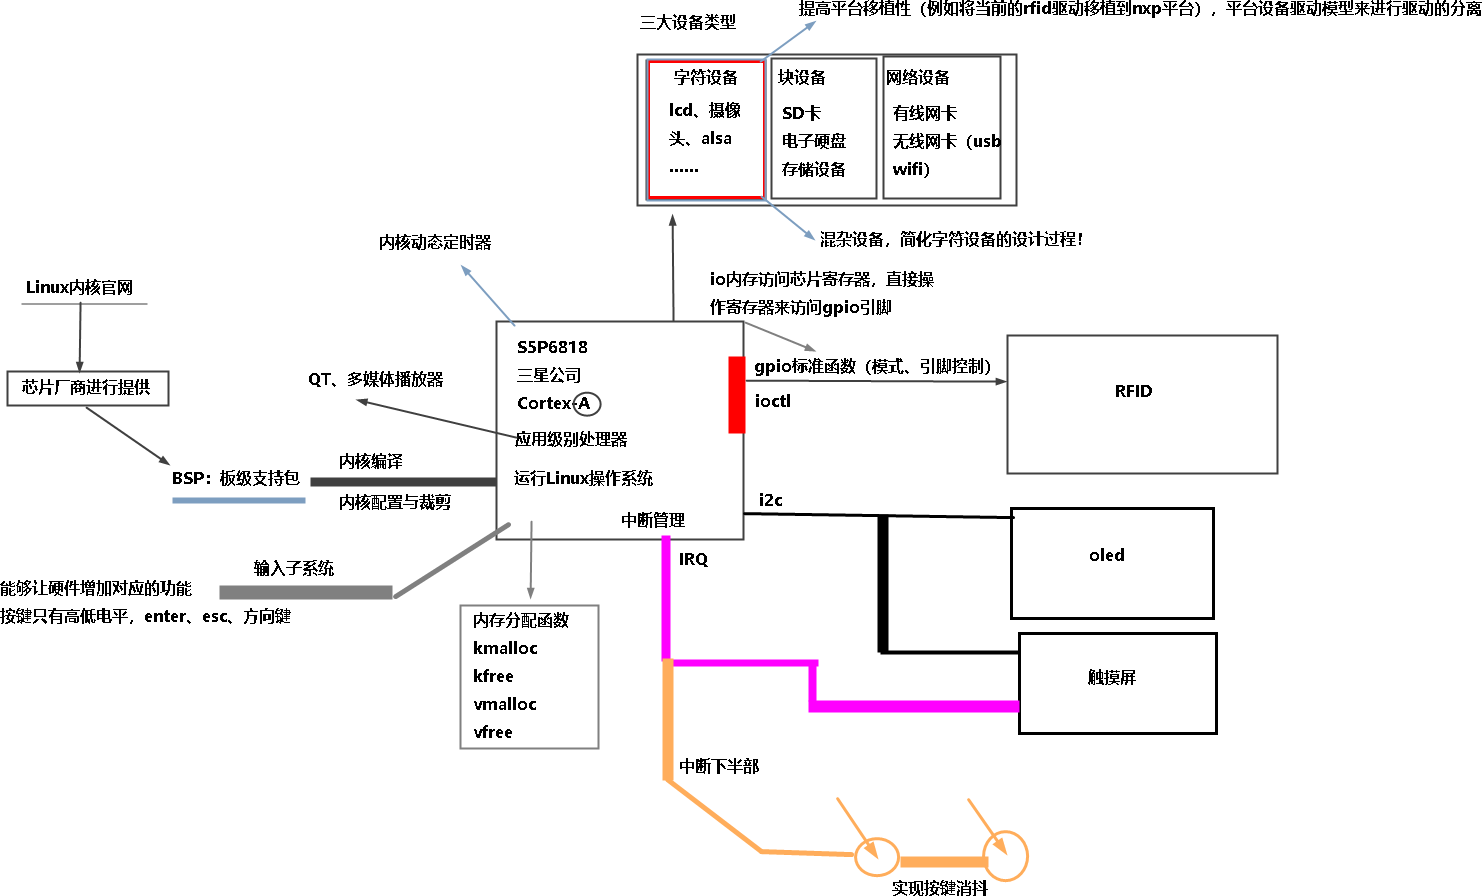 提高平台移植性（例如将当前的rfid驱动移植到nxp平台），平台设备驱动模型来进行驱动的分离
三大设备类型
字符设备
lcd、摄像
头、alsa
......
块设备
SD卡
电子硬盘
存储设备
网络设备
有线网卡
无线网卡（usb
wifi）
混杂设备，简化字符设备的设计过程！
内核动态定时器
io内存访问芯片寄存器，直接操
作寄存器来访问gpio引脚
Linux内核官网
芯片厂商进行提供
BSP：板级支持包
内核编译
内核配置与裁剪
QT、多媒体播放器
S5P6818
三星公司
Cortex-A
应用级别处理器
运行Linux操作系统
中断管理
gpio标准函数（模式、引脚控制）
ioctl
RFID
i2c
oled
触摸屏
IRQ
输入子系统
能够让硬件增加对应的功能
按键只有高低电平，enter、esc、方向键
内存分配函数
kmalloc
kfree
vmalloc
vfree
中断下半部
实现按键消抖